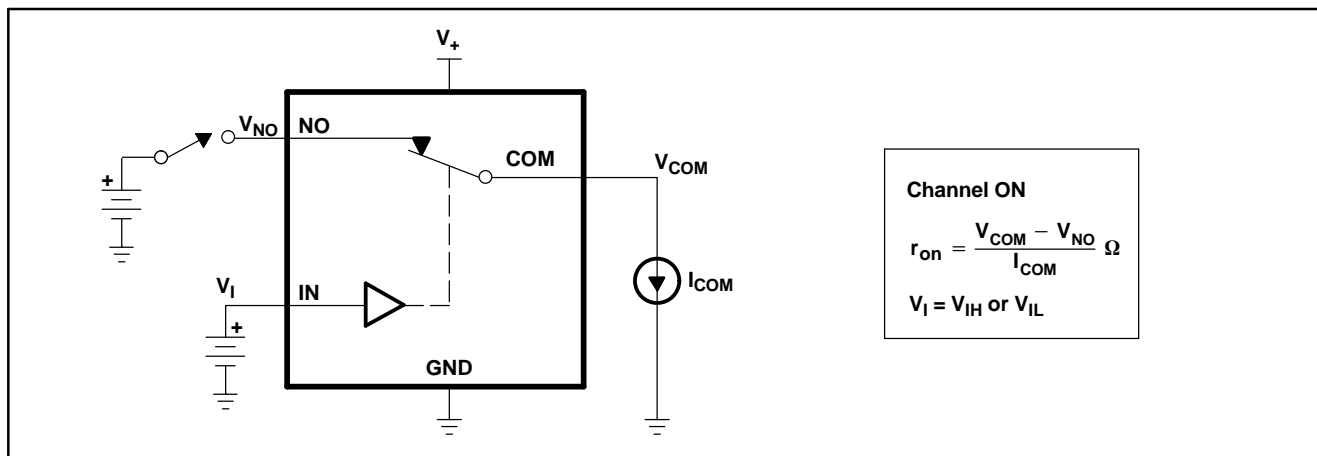 V+
VNO NO
COM
VCOM
+
VI IN
+
ICOM
GND
Channel ON
ron = VCOM − VNO / ICOM Ω
VI = VIH or VIL